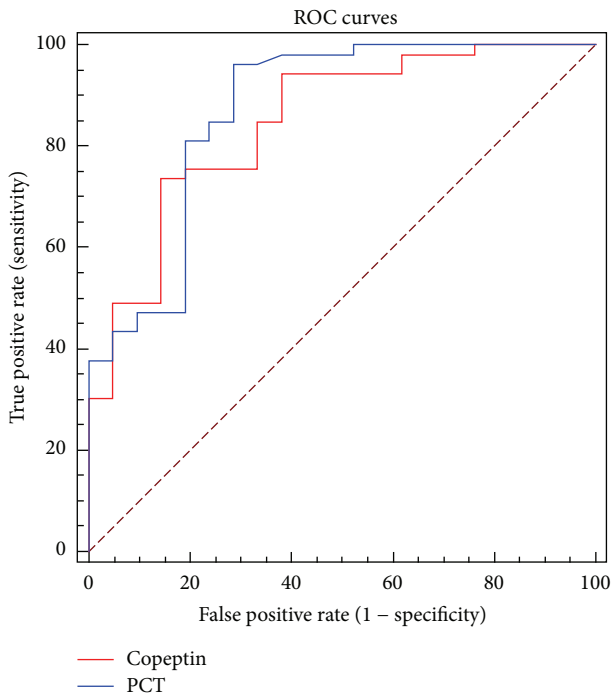 ROC curves
100
80
60
40
20
0
True positive rate (sensitivity)
0 20 40 60 80 100
False positive rate (1 − specificity)
Copeptin
PCT